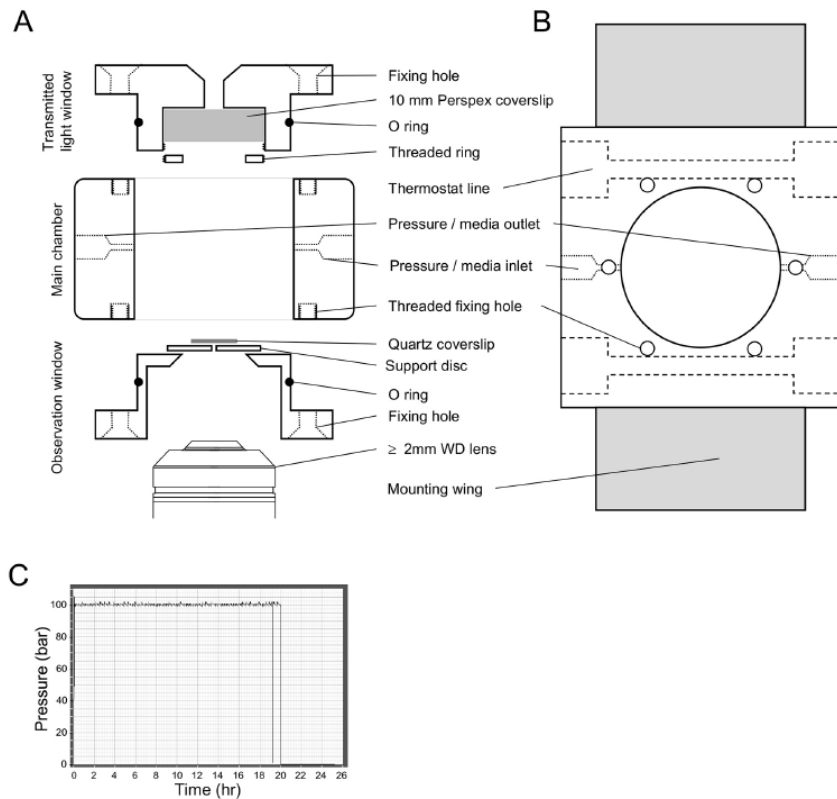 A
B
Transmitted
light window
Fixing hole
10 mm Perspex coverslip
O ring
Threaded ring
Main chamber
Thermostat line
Pressure / media outlet
Pressure / media inlet
Threaded fixing hole
Observation window
Quartz coverslip
Support disc
O ring
Fixing hole
≥ 2mm WD lens
Mounting wing
C
Pressure (bar)
100
80
60
40
20
0
0 2 4 6 8 10 12 14 16 18 20 22 24 26
Time (hr)